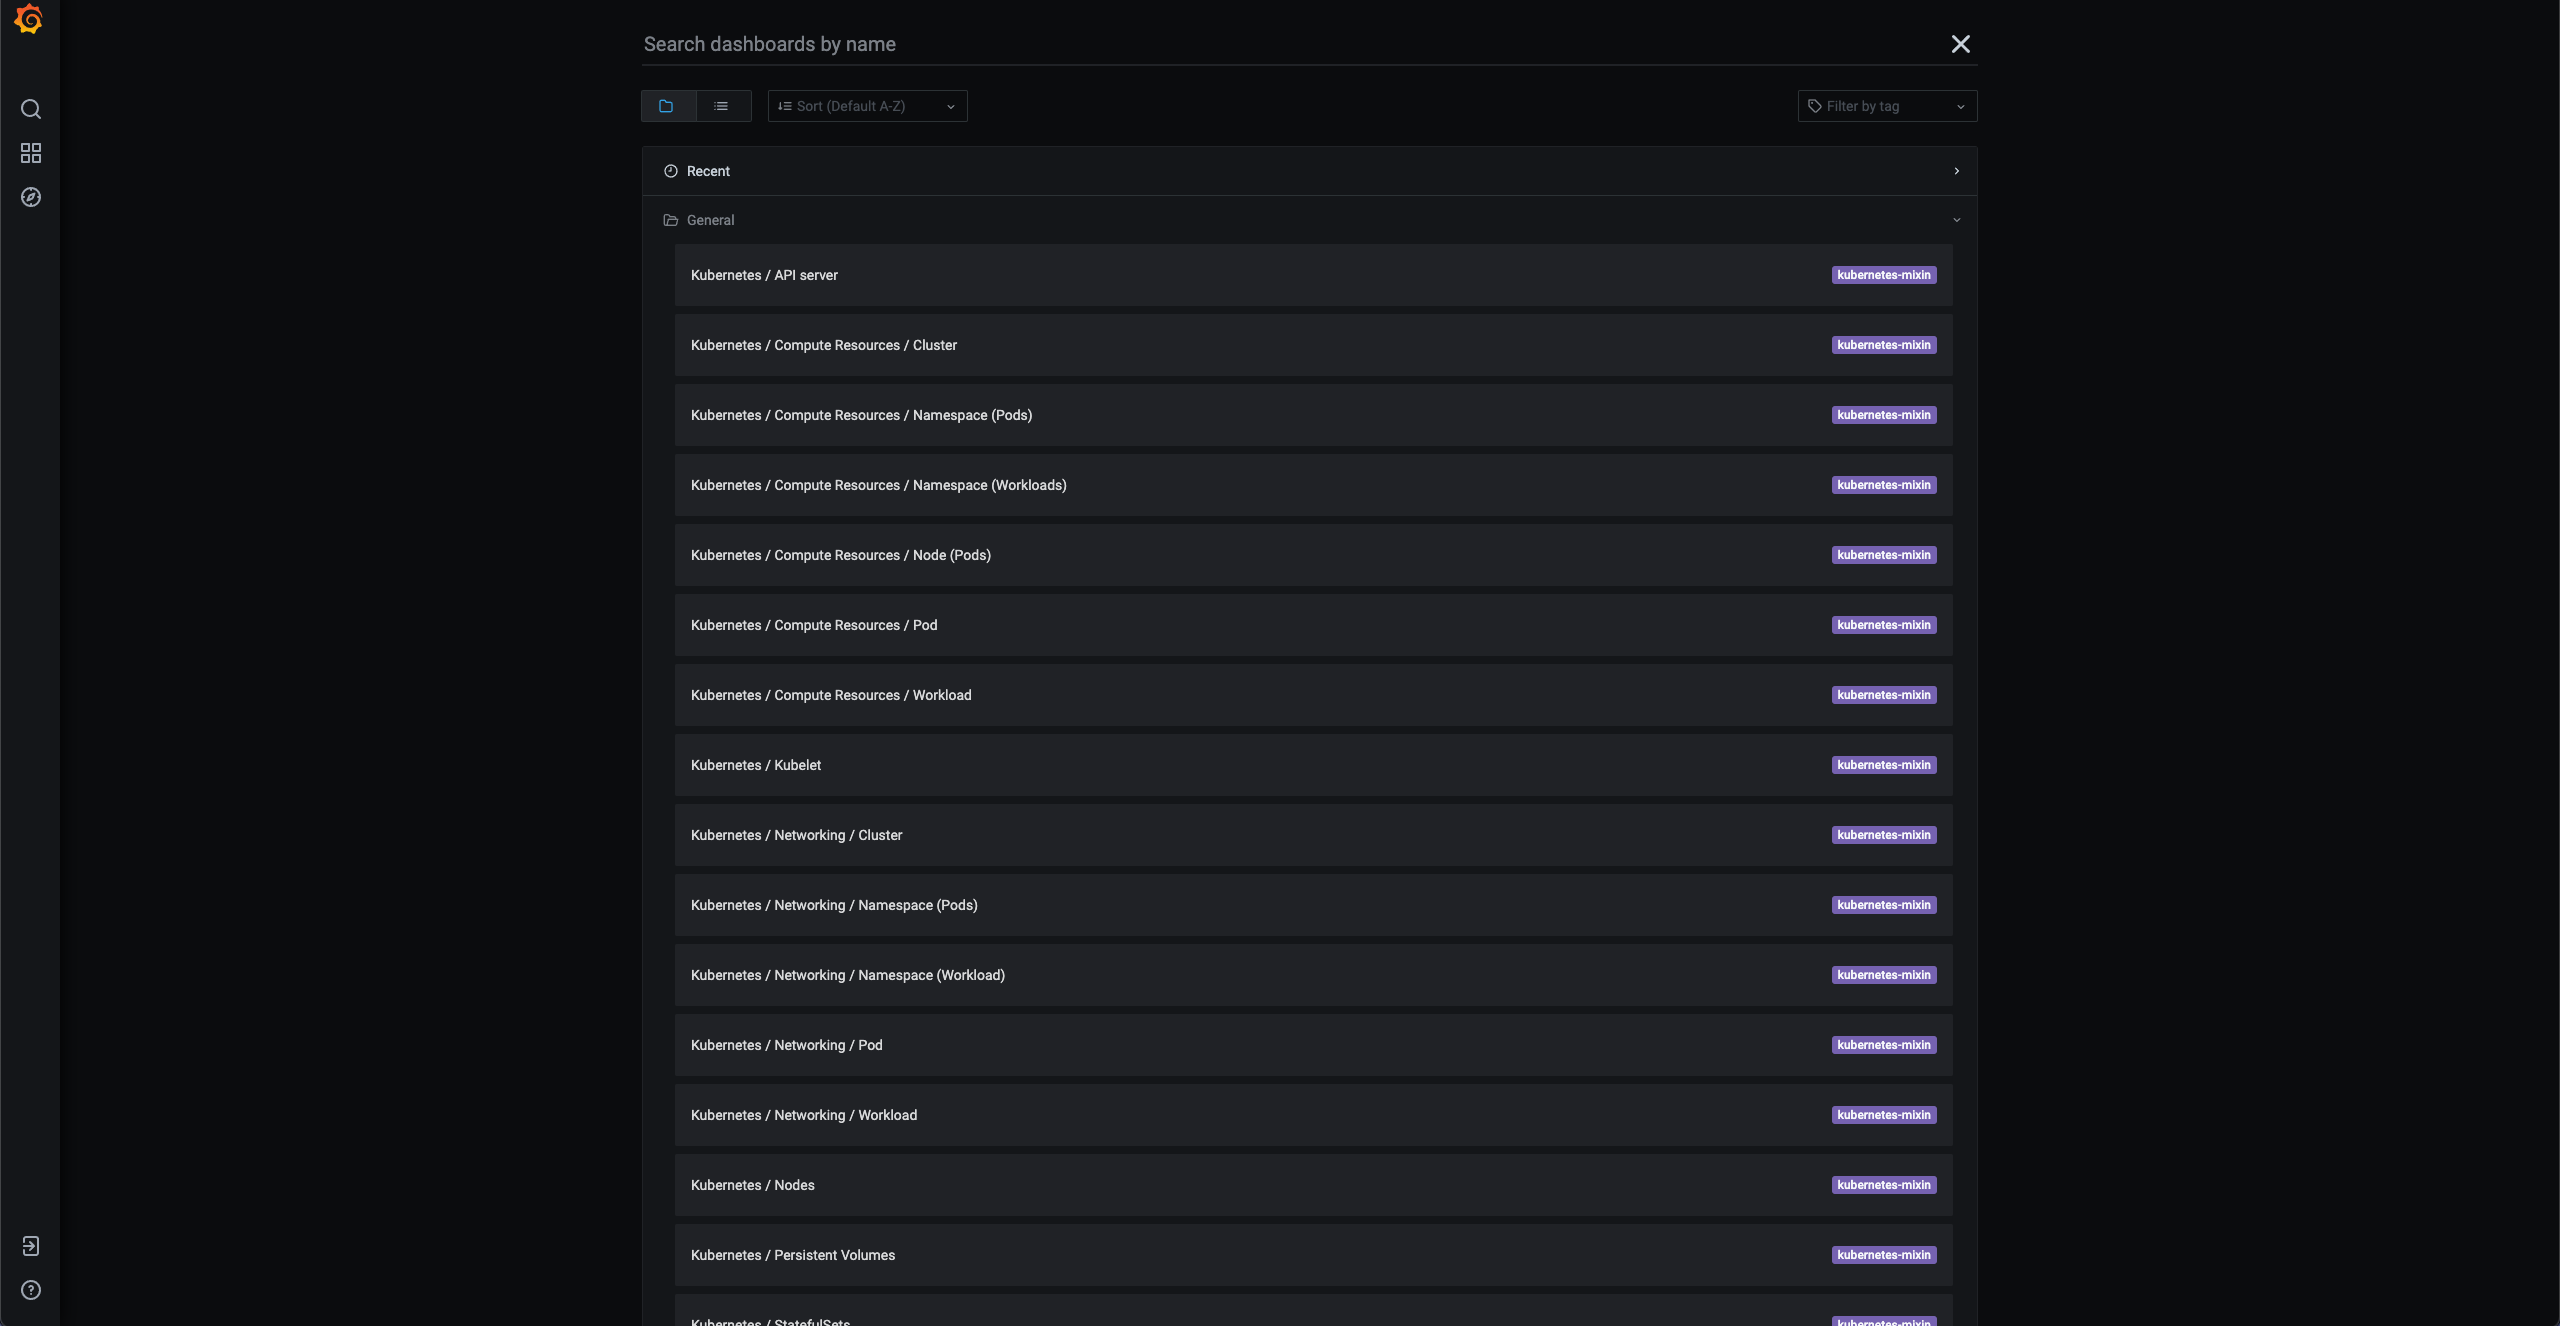 Search dashboards by name
Sort (Default A-Z)
Filter by tag
Recent
General
Kubernetes / API server kubernetes-mixin
Kubernetes / Compute Resources / Cluster kubernetes-mixin
Kubernetes / Compute Resources / Namespace (Pods) kubernetes-mixin
Kubernetes / Compute Resources / Namespace (Workloads) kubernetes-mixin
Kubernetes / Compute Resources / Node (Pods) kubernetes-mixin
Kubernetes / Compute Resources / Pod kubernetes-mixin
Kubernetes / Compute Resources / Workload kubernetes-mixin
Kubernetes / Kubelet kubernetes-mixin
Kubernetes / Networking / Cluster kubernetes-mixin
Kubernetes / Networking / Namespace (Pods) kubernetes-mixin
Kubernetes / Networking / Namespace (Workload) kubernetes-mixin
Kubernetes / Networking / Pod kubernetes-mixin
Kubernetes / Networking / Workload kubernetes-mixin
Kubernetes / Nodes kubernetes-mixin
Kubernetes / Persistent Volumes kubernetes-mixin
Kubernetes / StatefulSets kubernetes-mixin